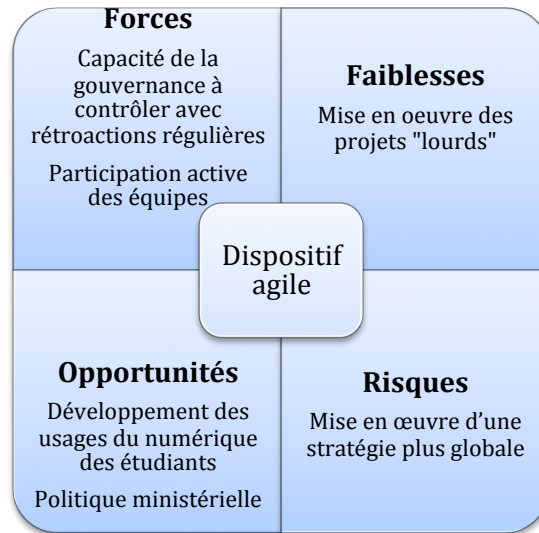 Forces
Capacité de la
gouvernance à
contrôler avec
rétroactions régulières
Participation active
des équipes
Faiblesses
Mise en oeuvre des
projets "lourds"
Dispositif
agile
Opportunités
Développement des
usages du numérique
des étudiants
Politique ministérielle
Risques
Mise en œuvre d’une
stratégie plus globale